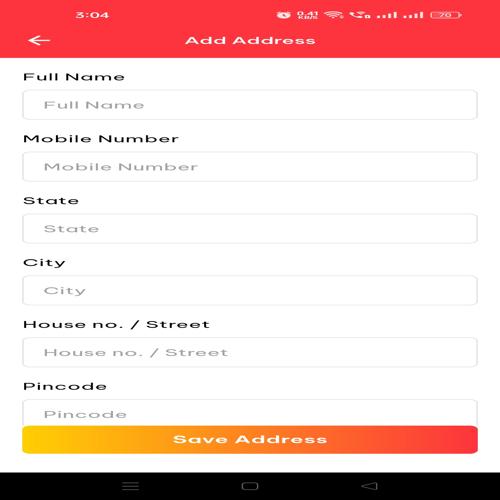 3:04
0.41
KB/S
70
Add Address
Full Name
Full Name
Mobile Number
Mobile Number
State
State
City
City
House no. / Street
House no. / Street
Pincode
Pincode
Save Address